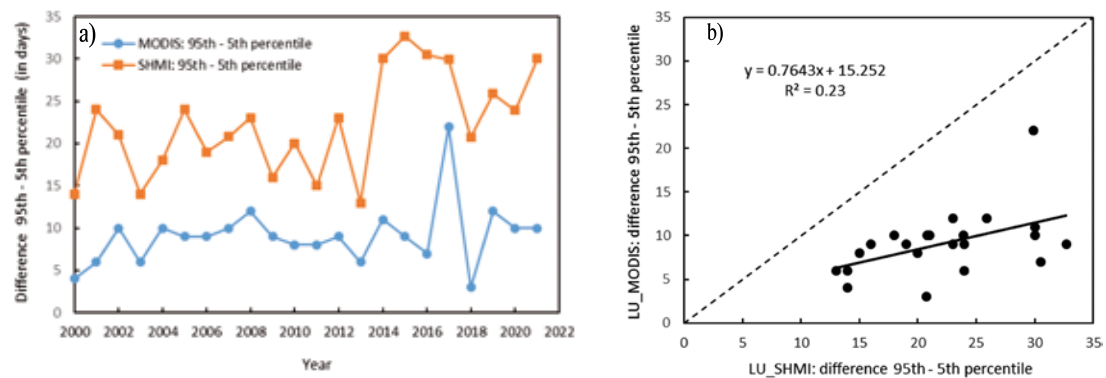 a)
MODIS: 95th - 5th percentile
SHMI: 95th - 5th percentile
Difference 95th - 5th percentile (in days)
35
30
25
20
15
10
5
0
2000 2002 2004 2006 2008 2010 2012 2014 2016 2018 2020 2022
Year
b)
y = 0.7643x + 15.252
R² = 0.23
LU_MODIS: difference 95th - 5th percentile
35
30
25
20
15
10
5
0
0 5 10 15 20 25 30 35
LU_SHMI: difference 95th - 5th percentile